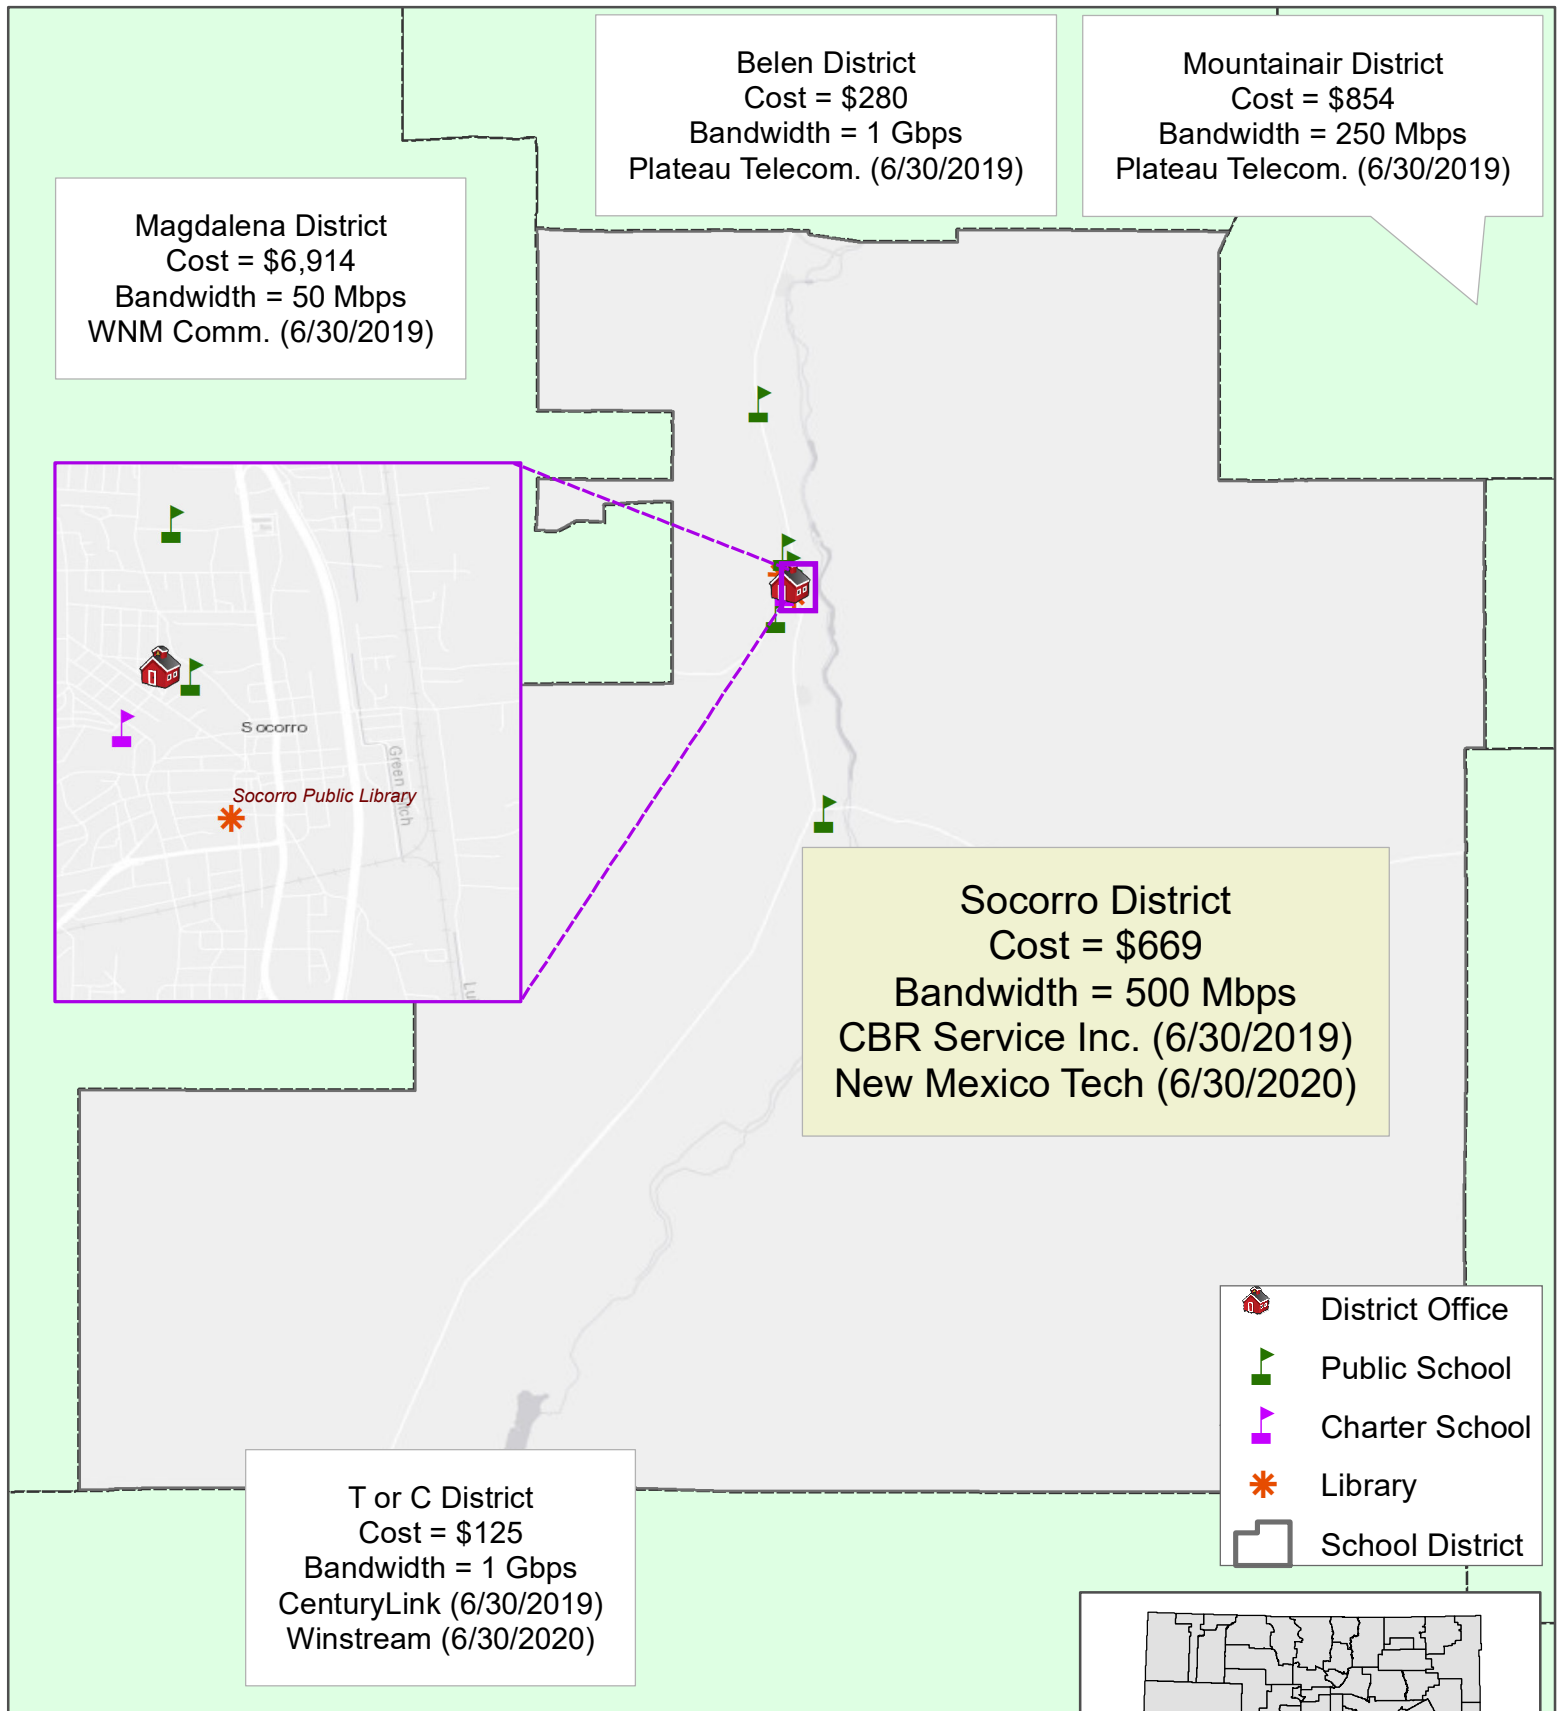 Belen District
Cost = $280
Bandwidth = 1 Gbps
Plateau Telecom. (6/30/2019)
Mountainair District
Cost = $854
Bandwidth = 250 Mbps
Plateau Telecom. (6/30/2019)
Magdalena District
Cost = $6,914
Bandwidth = 50 Mbps
WNM Comm. (6/30/2019)
Socorro
Socorro Public Library
Socorro District
Cost = $669
Bandwidth = 500 Mbps
CBR Service Inc. (6/30/2019)
New Mexico Tech (6/30/2020)
District Office
Public School
Charter School
Library
School District
T or C District
Cost = $125
Bandwidth = 1 Gbps
CenturyLink (6/30/2019)
Winstream (6/30/2020)